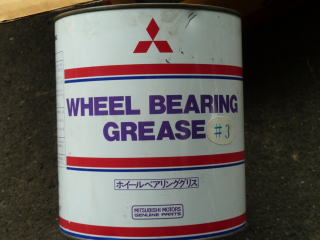 WHEEL BEARING
GREASE #3
ホイールベアリンググリス
MITSUBISHI MOTORS
GENUINE PARTS